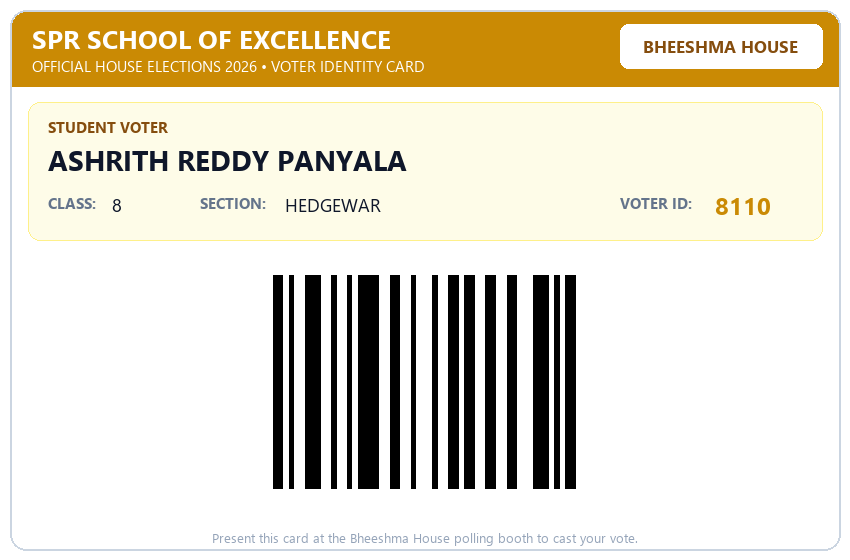 SPR SCHOOL OF EXCELLENCE
OFFICIAL HOUSE ELECTIONS 2026 • VOTER IDENTITY CARD
BHEESHMA HOUSE
STUDENT VOTER
ASHRITH REDDY PANYALA
CLASS: 8 SECTION: HEDGEWAR VOTER ID: 8110
Present this card at the Bheeshma House polling booth to cast your vote.